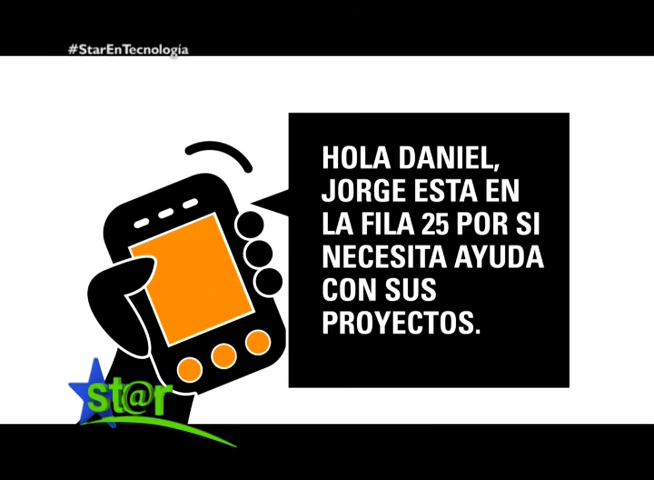 #StarEnTecnología
HOLA DANIEL,
JORGE ESTA EN
LA FILA 25 POR SI
NECESITA AYUDA
CON SUS
PROYECTOS.
st@r